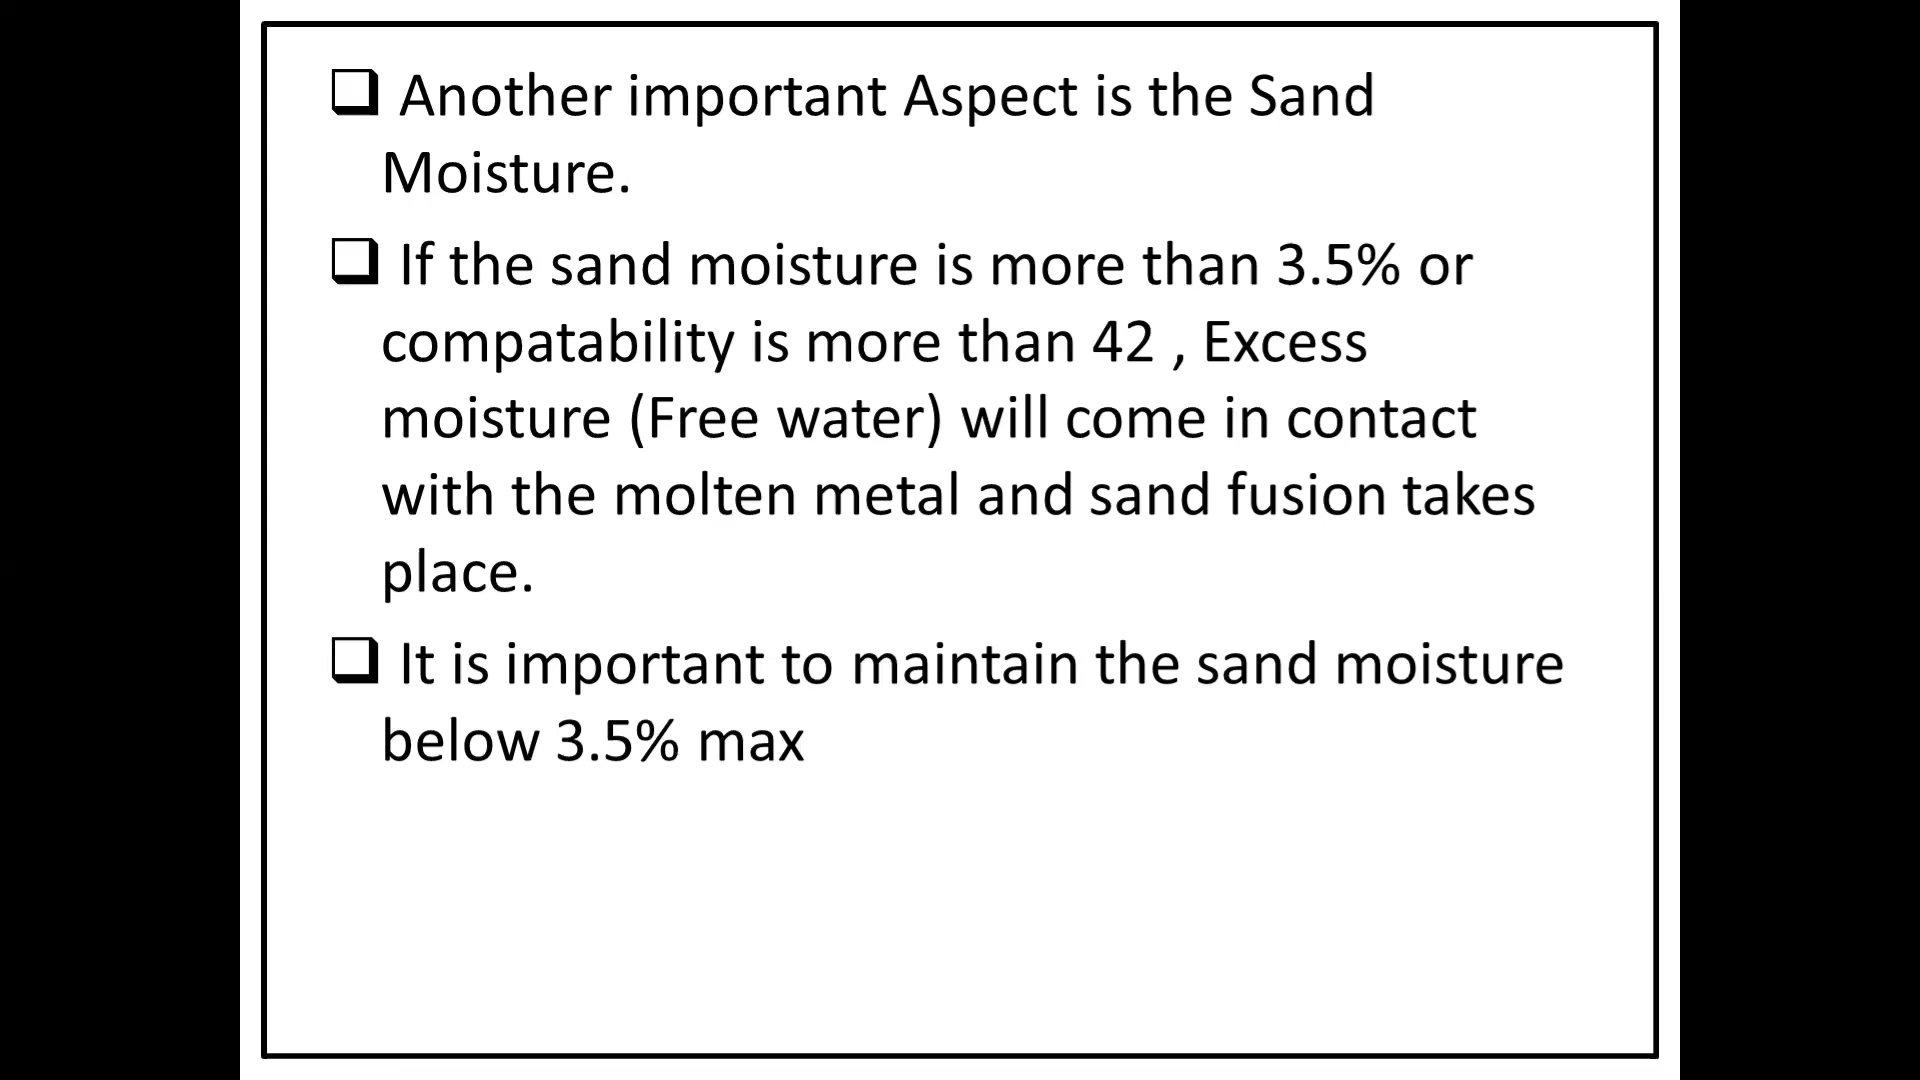 Another important Aspect is the Sand
Moisture.
If the sand moisture is more than 3.5% or
compatability is more than 42 , Excess
moisture (Free water) will come in contact
with the molten metal and sand fusion takes
place.
It is important to maintain the sand moisture
below 3.5% max